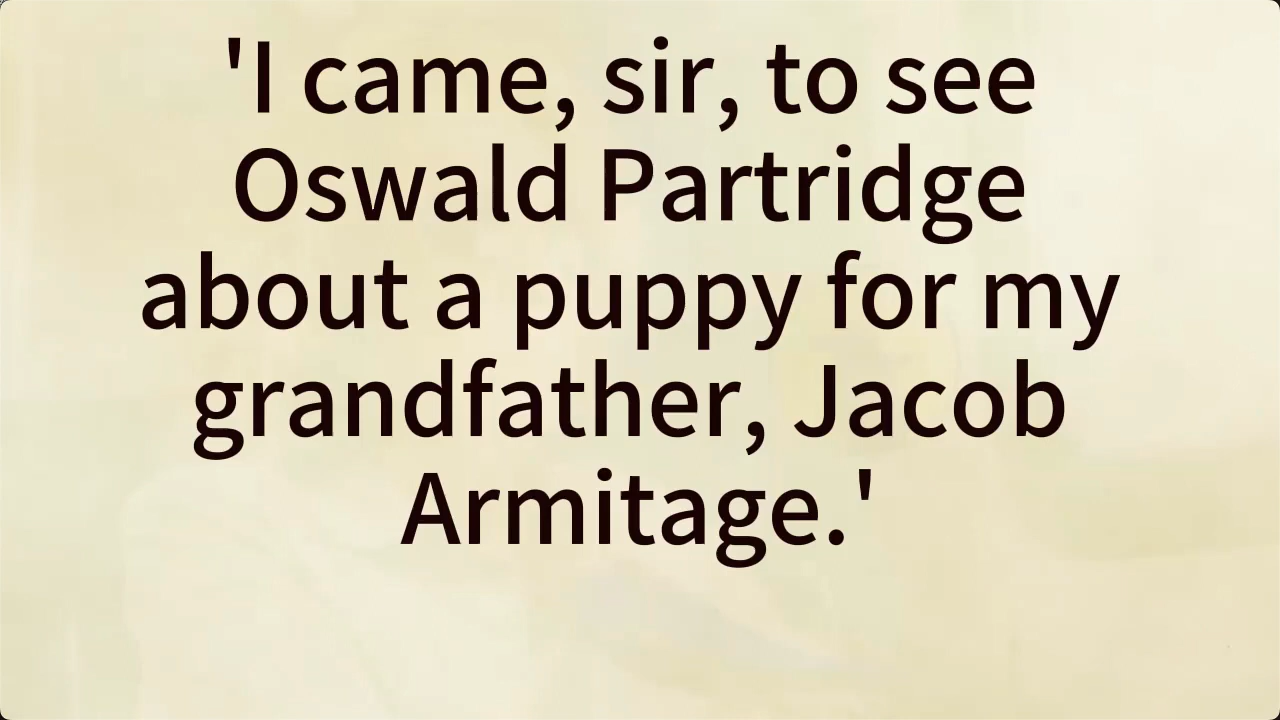 'I came, sir, to see
Oswald Partridge
about a puppy for my
grandfather, Jacob
Armitage.'